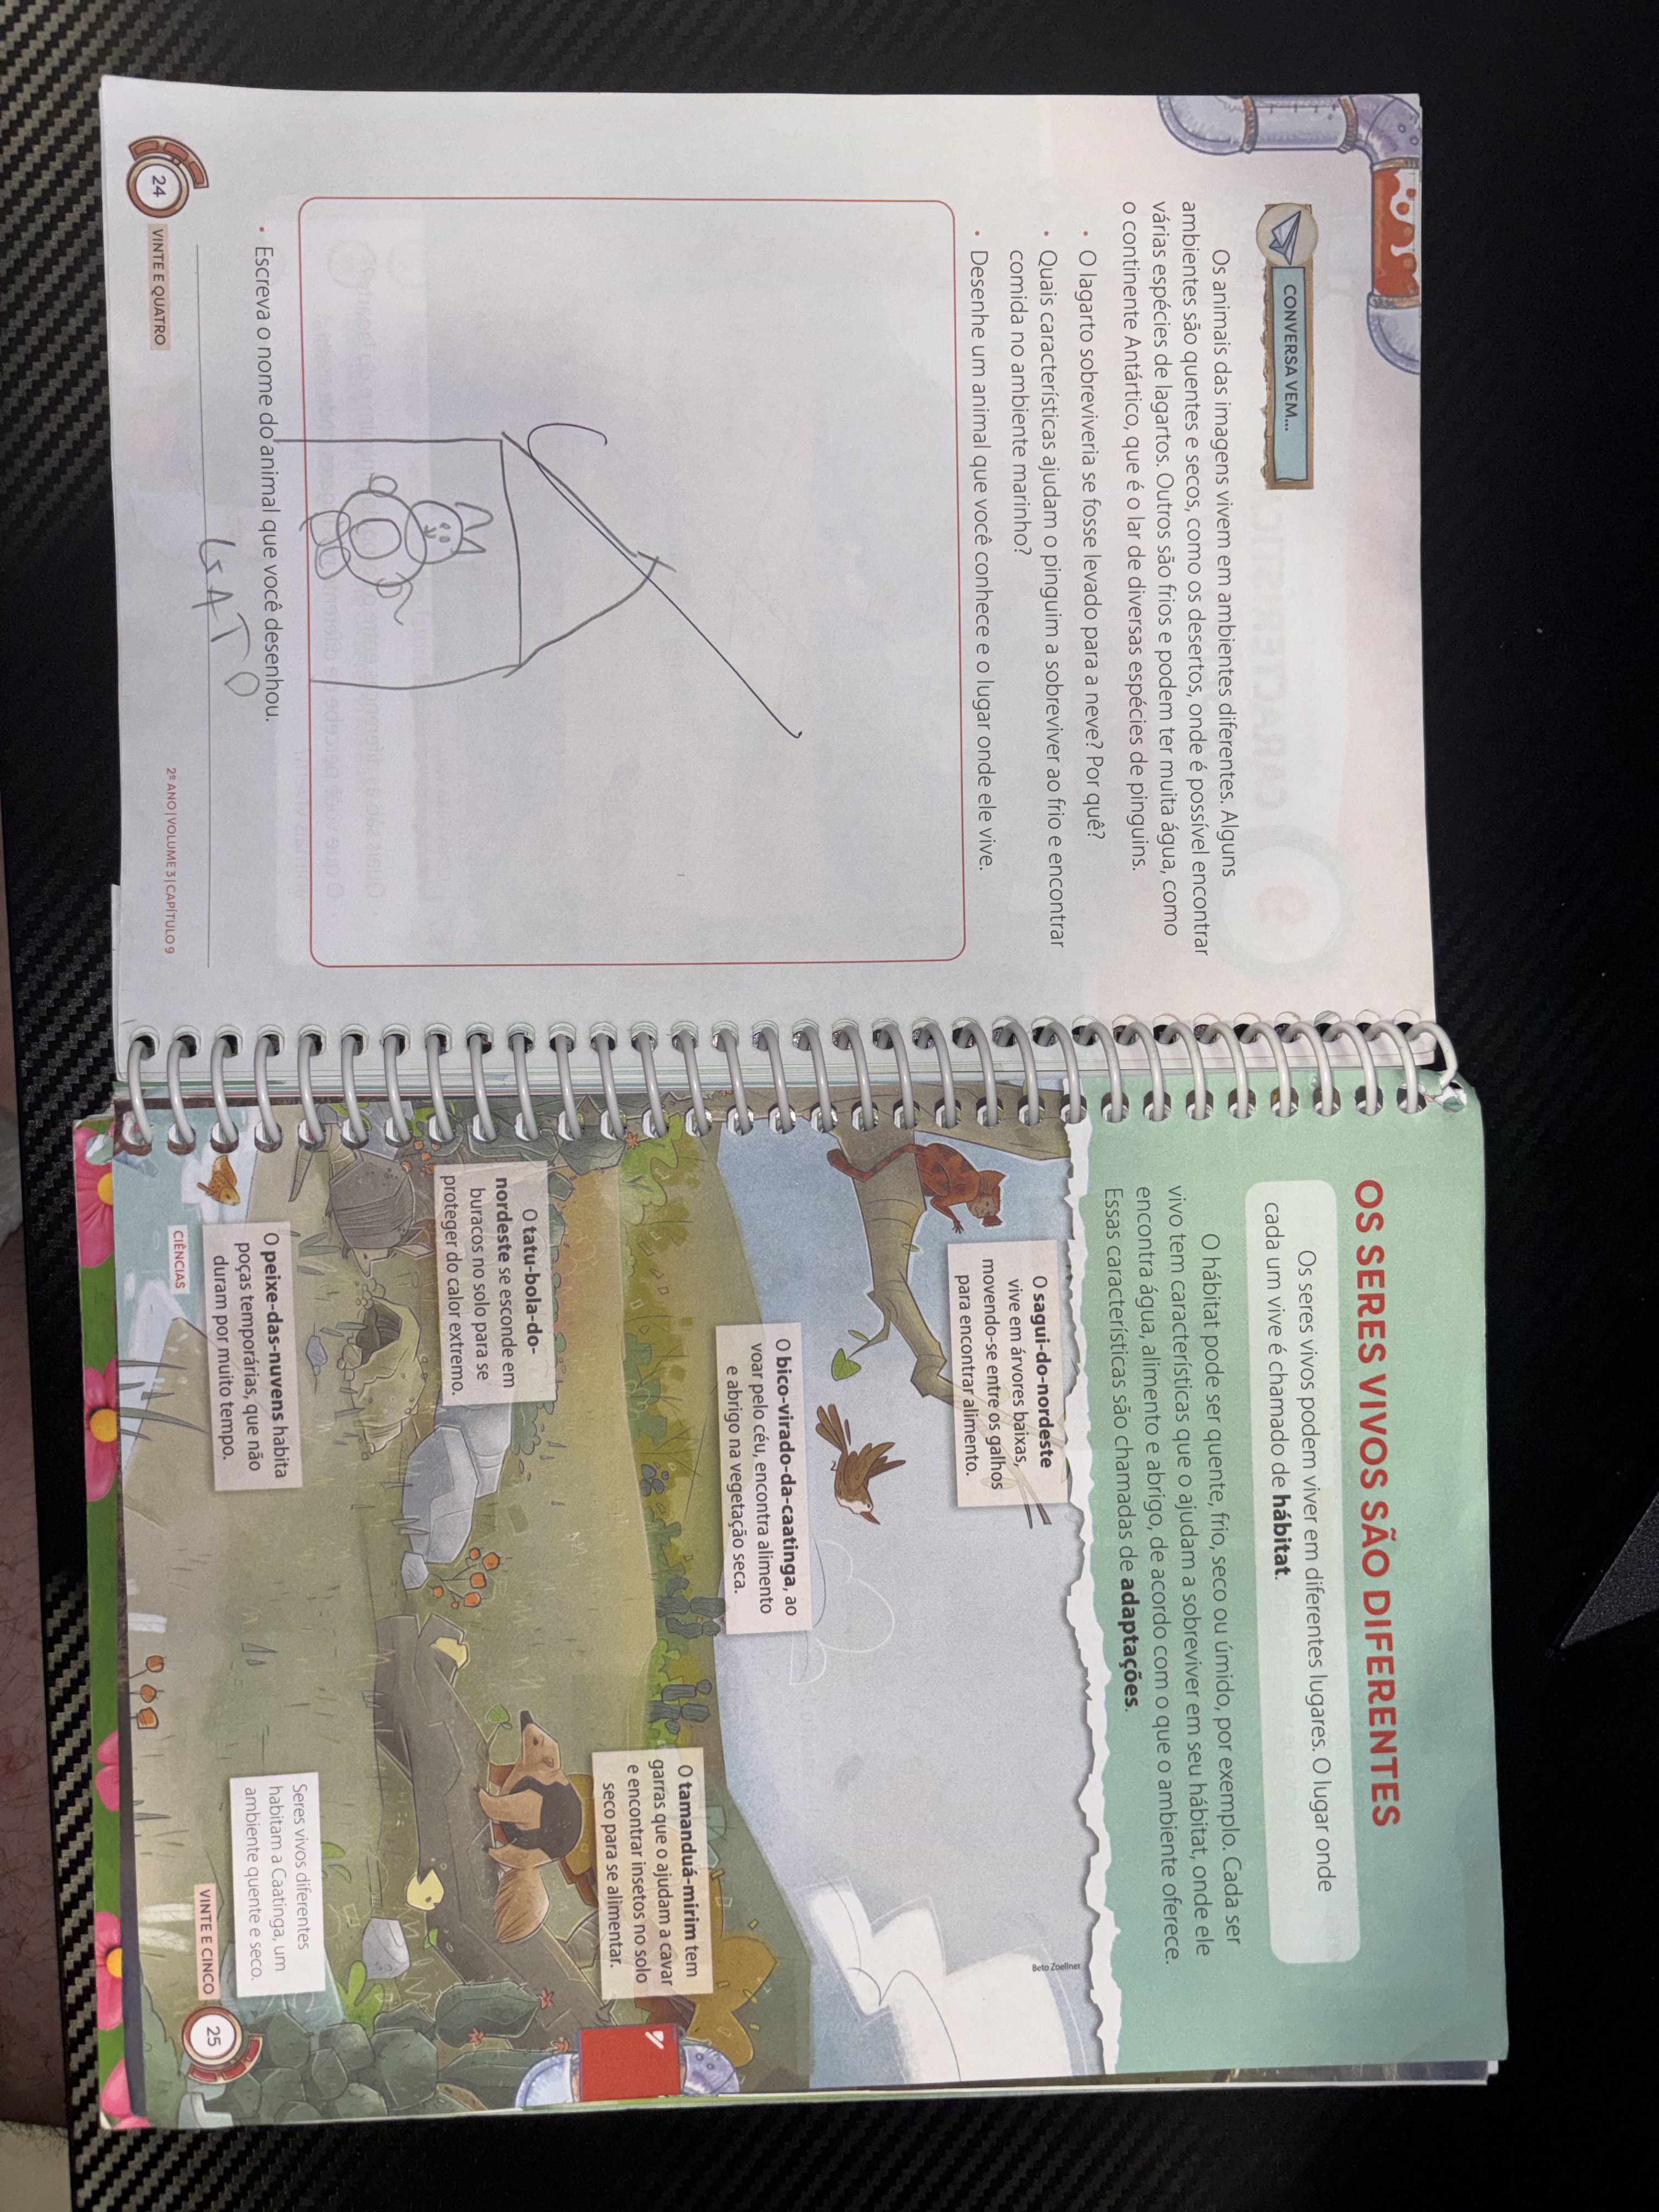 CONVERSA VEM...
Os animais das imagens vivem em ambientes diferentes. Alguns
ambientes são quentes e secos, como os desertos, onde é possível encontrar
várias espécies de lagartos. Outros são frios e podem ter muita água, como
o continente Antártico, que é o lar de diversas espécies de pinguins.
• O lagarto sobreviveria se fosse levado para a neve? Por quê?
• Quais características ajudam o pinguim a sobreviver ao frio e encontrar
comida no ambiente marinho?
• Desenhe um animal que você conhece e o lugar onde ele vive.
• Escreva o nome do animal que você desenhou.
GATO
24
VINTE E QUATRO
2º ANO | VOLUME 3 | CAPÍTULO 9
OS SERES VIVOS SÃO DIFERENTES
Os seres vivos podem viver em diferentes lugares. O lugar onde
cada um vive é chamado de hábitat.
O hábitat pode ser quente, frio, seco ou úmido, por exemplo. Cada ser
vivo tem características que o ajudam a sobreviver em seu hábitat, onde ele
encontra água, alimento e abrigo, de acordo com o que o ambiente oferece.
Essas características são chamadas de adaptações.
Beto Zoellner
O sagui-do-nordeste
vive em árvores baixas,
movendo-se entre os galhos
para encontrar alimento.
O bico-virado-da-caatinga, ao
voar pelo céu, encontra alimento
e abrigo na vegetação seca.
O tamanduá-mirim tem
garras que o ajudam a cavar
e encontrar insetos no solo
seco para se alimentar.
O tatu-bola-do-
nordeste se esconde em
buracos no solo para se
proteger do calor extremo.
O peixe-das-nuvens habita
poças temporárias, que não
duram por muito tempo.
Seres vivos diferentes
habitam a Caatinga, um
ambiente quente e seco.
CIÊNCIAS
VINTE E CINCO
25